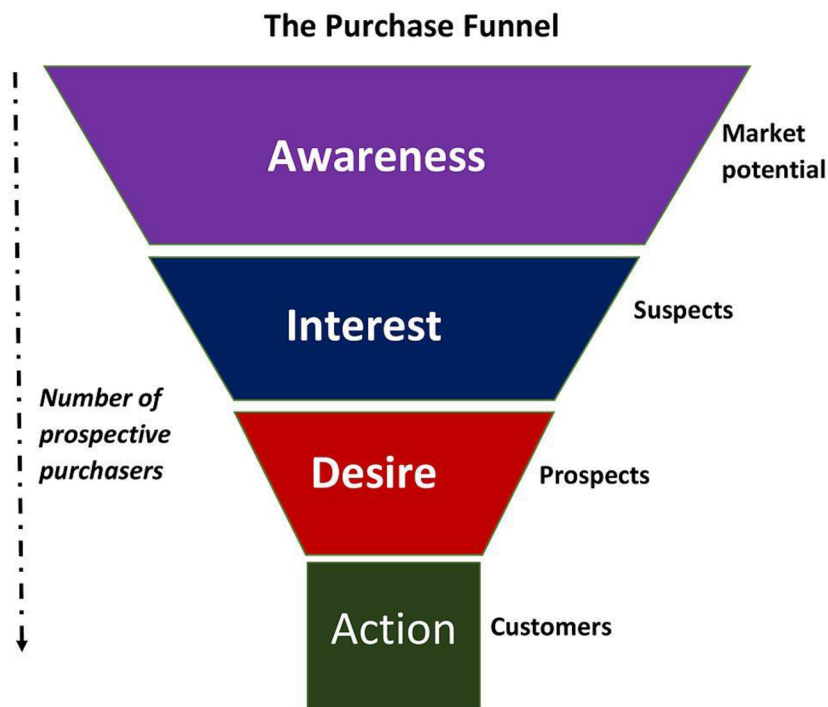 The Purchase Funnel
Awareness
Market
potential
Interest
Suspects
Number of
prospective
purchasers
Desire
Prospects
Action
Customers